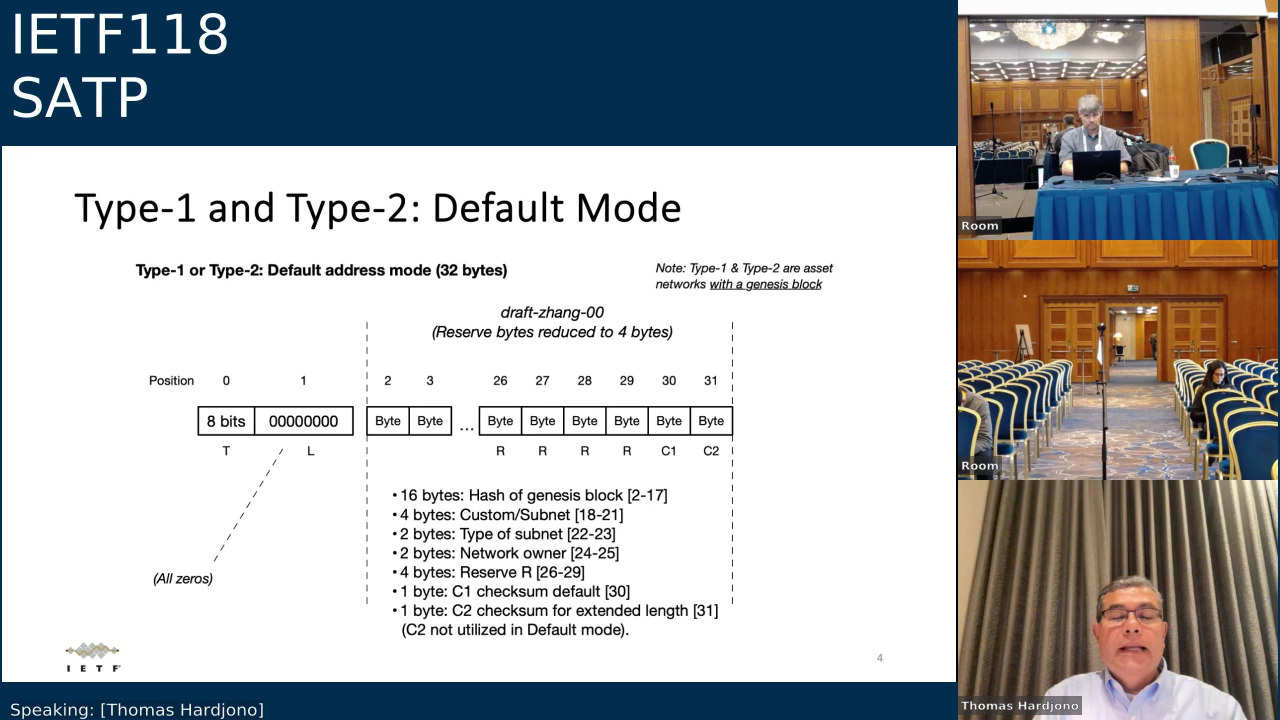 IETF118
SATP
Type-1 and Type-2: Default Mode
Type-1 or Type-2: Default address mode (32 bytes)
Note: Type-1 & Type-2 are asset
networks with a genesis block
draft-zhang-00
(Reserve bytes reduced to 4 bytes)
Position 0 1 2 3 26 27 28 29 30 31
8 bits 00000000 Byte Byte ... Byte Byte Byte Byte Byte Byte
T L R R R R C1 C2
• 16 bytes: Hash of genesis block [2-17]
• 4 bytes: Custom/Subnet [18-21]
• 2 bytes: Type of subnet [22-23]
• 2 bytes: Network owner [24-25]
• 4 bytes: Reserve R [26-29]
• 1 byte: C1 checksum default [30]
• 1 byte: C2 checksum for extended length [31]
(C2 not utilized in Default mode).
(All zeros)
I E T F
4
Speaking: [Thomas Hardjono]
Room
Room
Thomas Hardjono